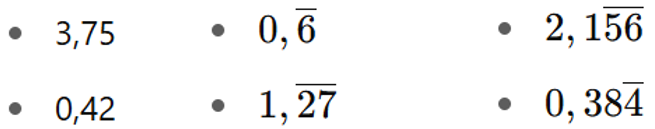 • 3,75 • 0,6̅ • 2,15̅6̅
• 0,42 • 1,2̅7̅ • 0,384̅